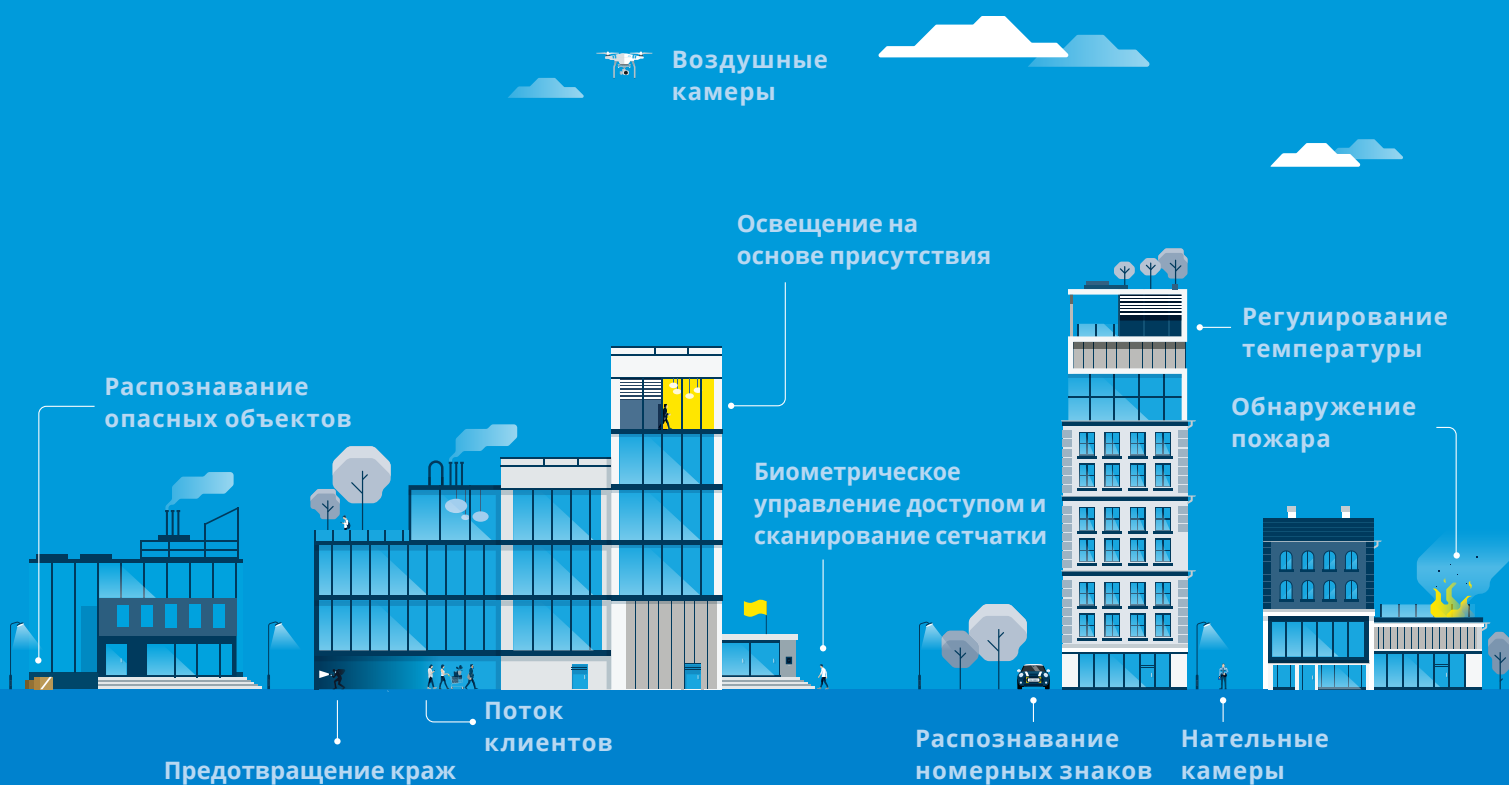 Воздушные
камеры
Освещение на
основе присутствия
Регулирование
температуры
Распознавание
опасных объектов
Обнаружение
пожара
Биометрическое
управление доступом и
сканирование сетчатки
Поток
клиентов
Предотвращение краж
Распознавание
номерных знаков
Нательные
камеры